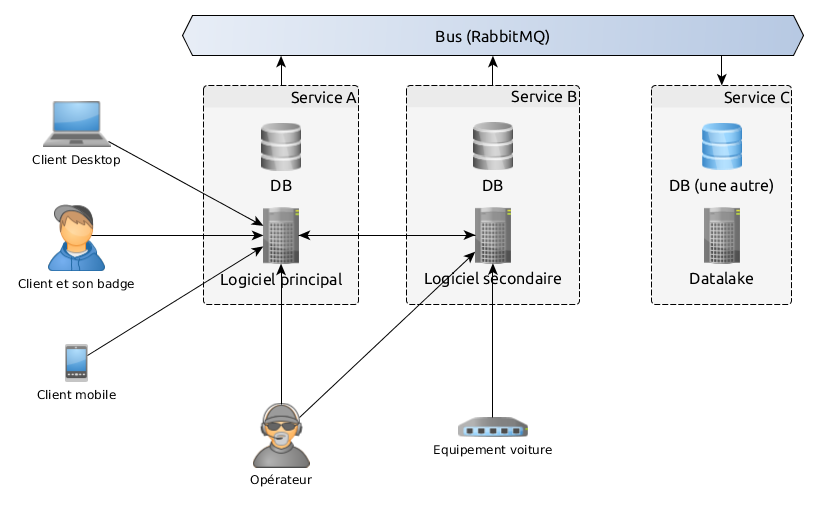 Bus (RabbitMQ)
Service A
Service B
Service C
Client Desktop
DB
DB
DB (une autre)
Client et son badge
Logiciel principal
Logiciel secondaire
Datalake
Client mobile
Equipement voiture
Opérateur